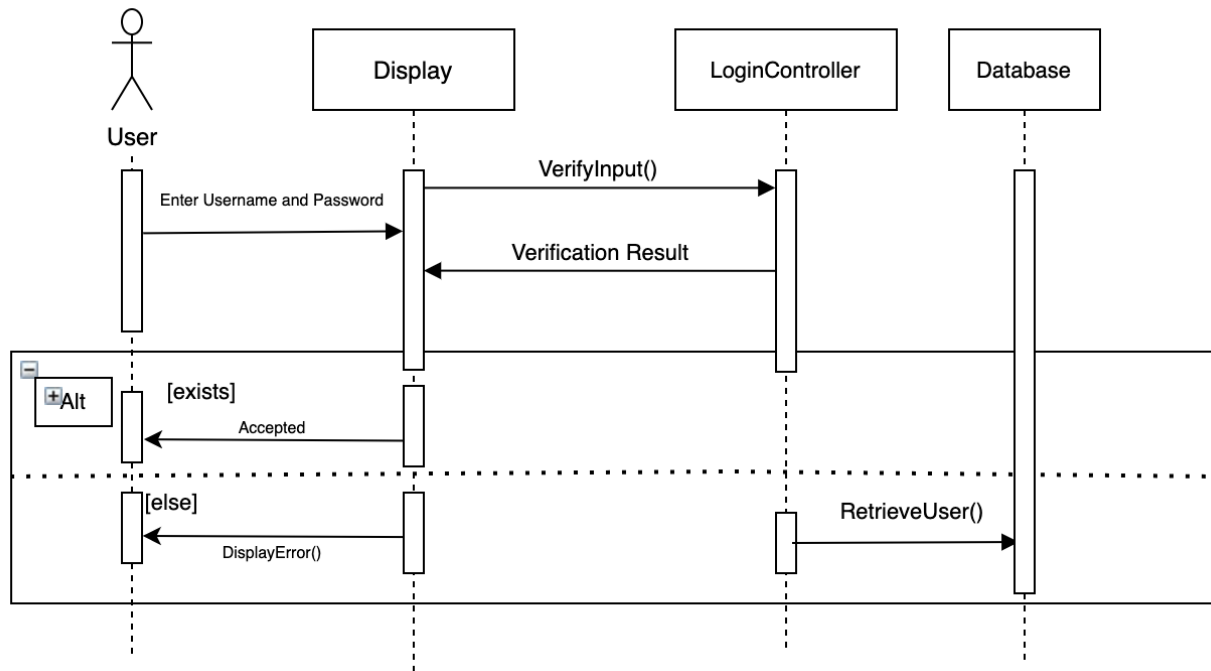 User
Display
LoginController
Database
VerifyInput()
Enter Username and Password
Verification Result
Alt
[exists]
Accepted
[else]
RetrieveUser()
DisplayError()